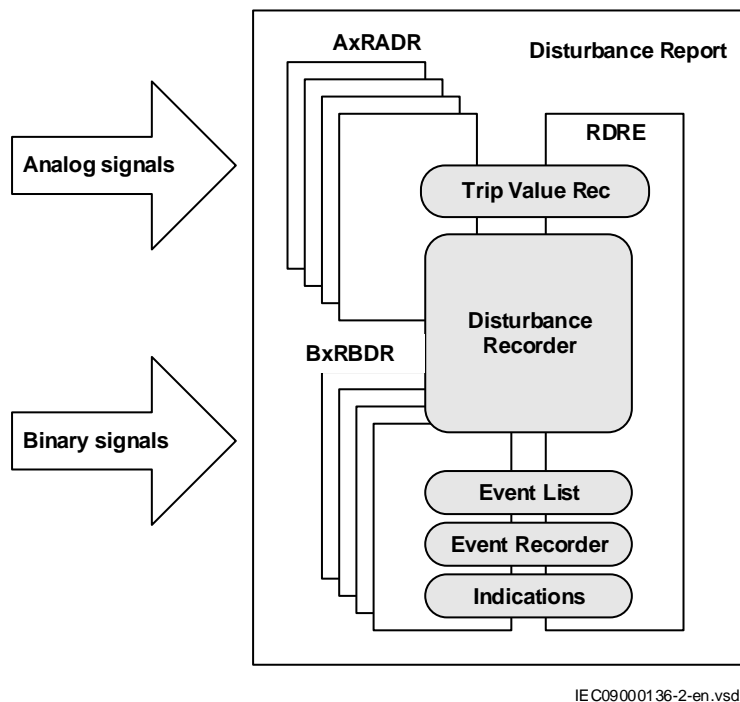 AxRADR
Disturbance Report
RDRE
Analog signals
Trip Value Rec
Disturbance
Recorder
BxRBDR
Binary signals
Event List
Event Recorder
Indications
IEC09000136-2-en.vsd